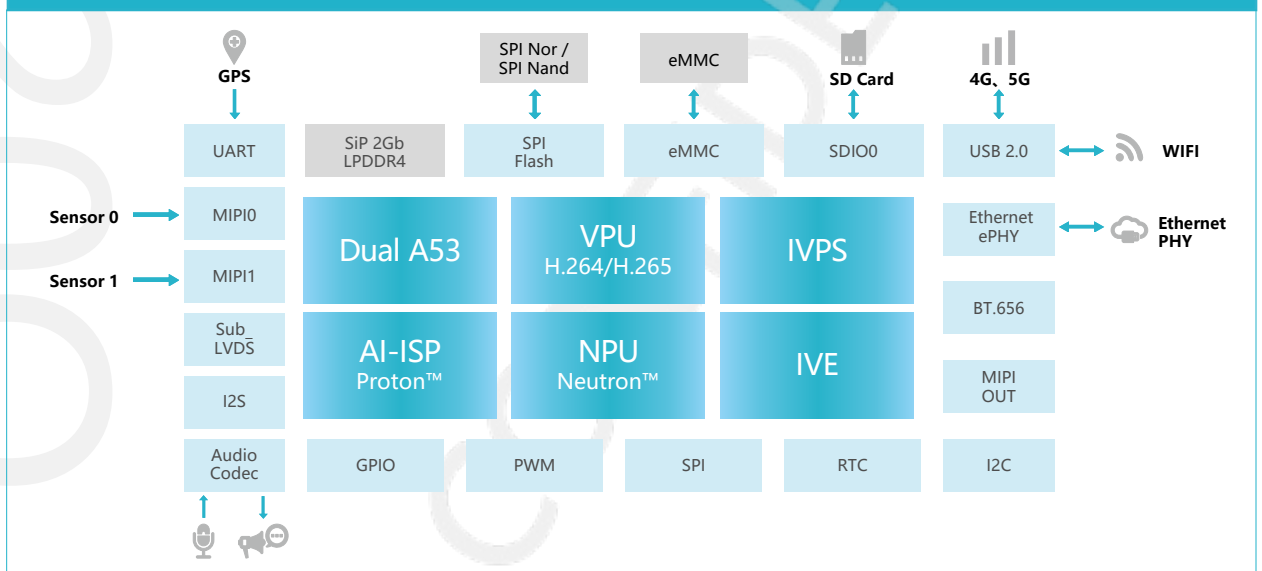 GPS
SPI Nor /
SPI Nand
eMMC
SD Card
4G、5G
UART
SiP 2Gb
LPDDR4
SPI
Flash
eMMC
SDIO0
USB 2.0
WIFI
Sensor 0
MIPI0
Dual A53
VPU
H.264/H.265
IVPS
Ethernet
ePHY
Ethernet
PHY
Sensor 1
MIPI1
BT.656
Sub_
LVDS
AI-ISP
Proton™
NPU
Neutron™
IVE
MIPI
OUT
I2S
Audio
Codec
GPIO
PWM
SPI
RTC
I2C